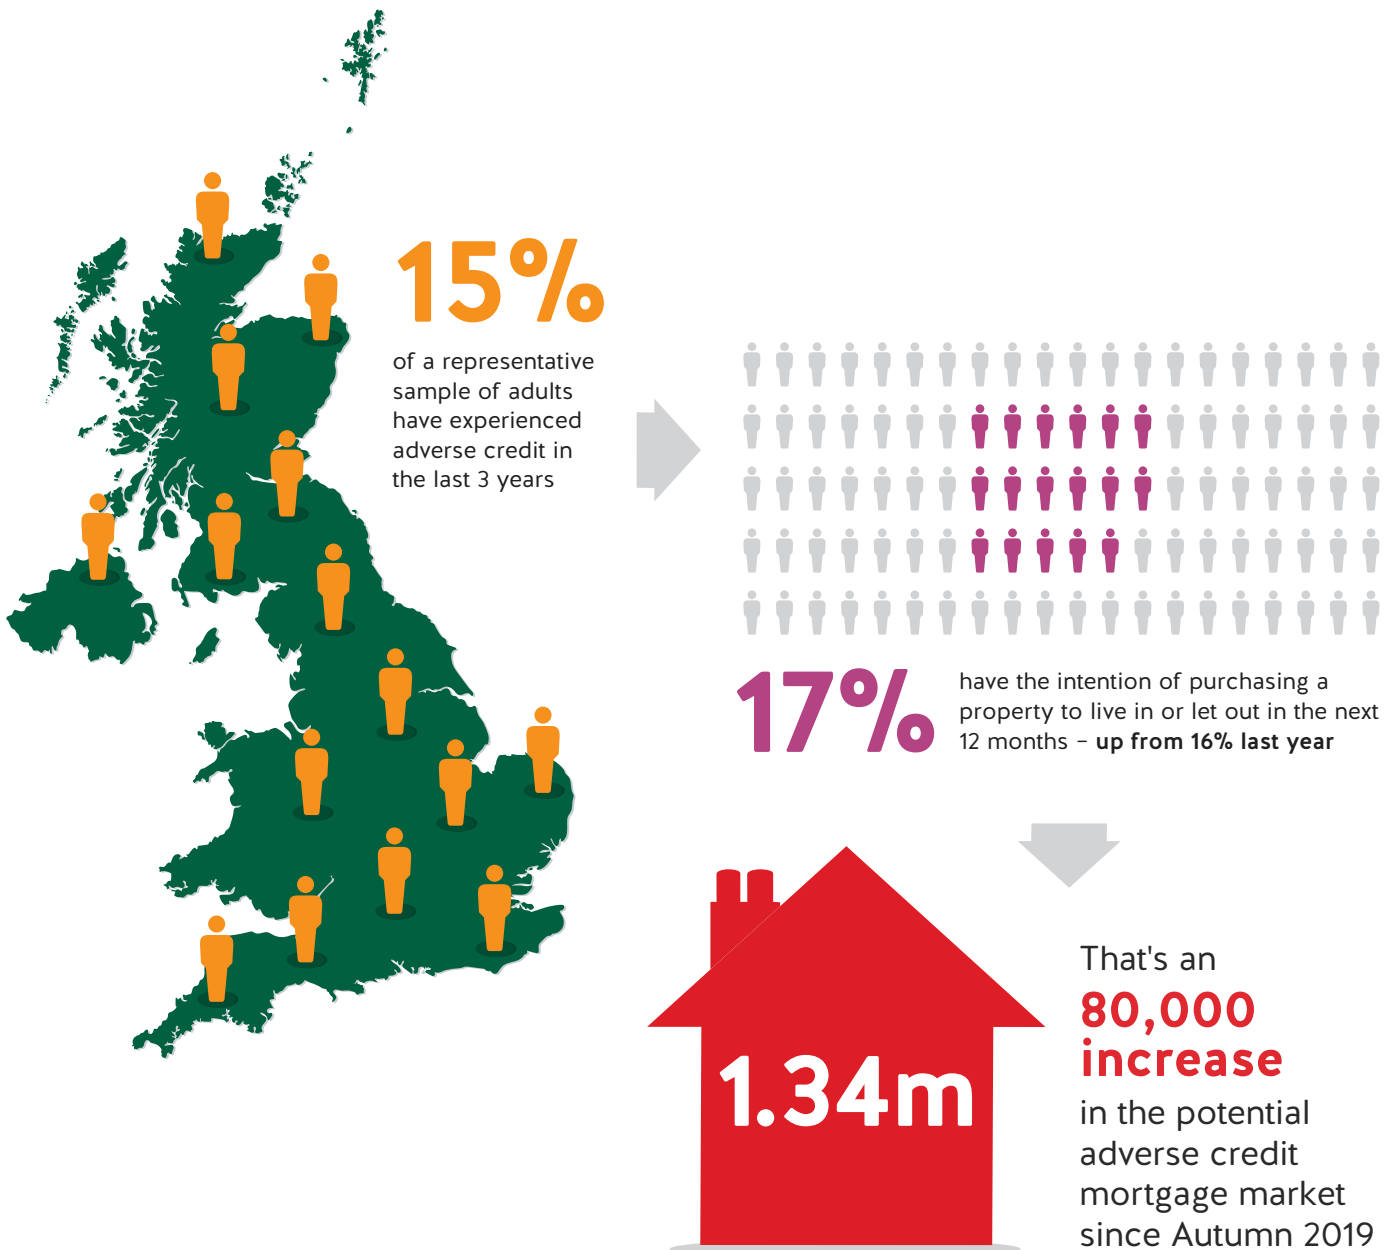 15%
of a representative
sample of adults
have experienced
adverse credit in
the last 3 years
17%
have the intention of purchasing a
property to live in or let out in the next
12 months – up from 16% last year
1.34m
That's an
80,000
increase
in the potential
adverse credit
mortgage market
since Autumn 2019